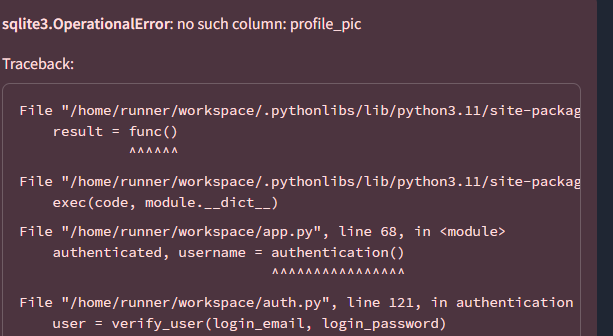 sqlite3.OperationalError: no such column: profile_pic
Traceback:
File "/home/runner/workspace/.pythonlibs/lib/python3.11/site-packag
result = func()
^^^^^^
File "/home/runner/workspace/.pythonlibs/lib/python3.11/site-packag
exec(code, module.__dict__)
File "/home/runner/workspace/app.py", line 68, in <module>
authenticated, username = authentication()
^^^^^^^^^^^^^^^^
File "/home/runner/workspace/auth.py", line 121, in authentication
user = verify_user(login_email, login_password)